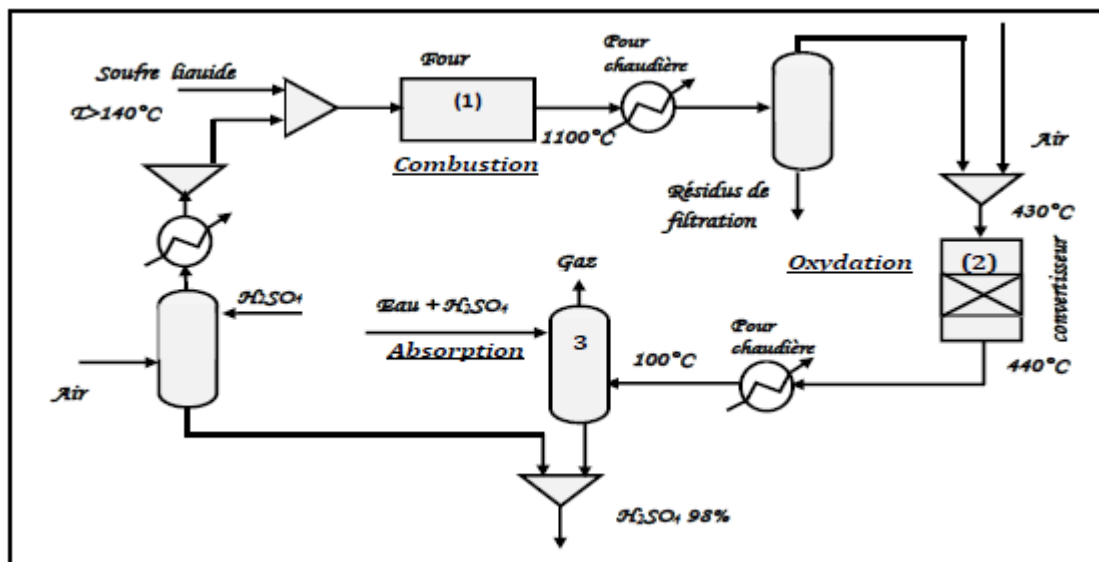 Soufre liquide
T>140°C
Four
(1)
1100°C
Combustion
Pour
chaudière
Résidus de
filtration
Air
430°C
Oxydation
(2)
convertisseur
440°C
Gaz
Eau + H₂SO₄
Absorption
3
100°C
Pour
chaudière
H₂SO₄
Air
H₂SO₄ 98%